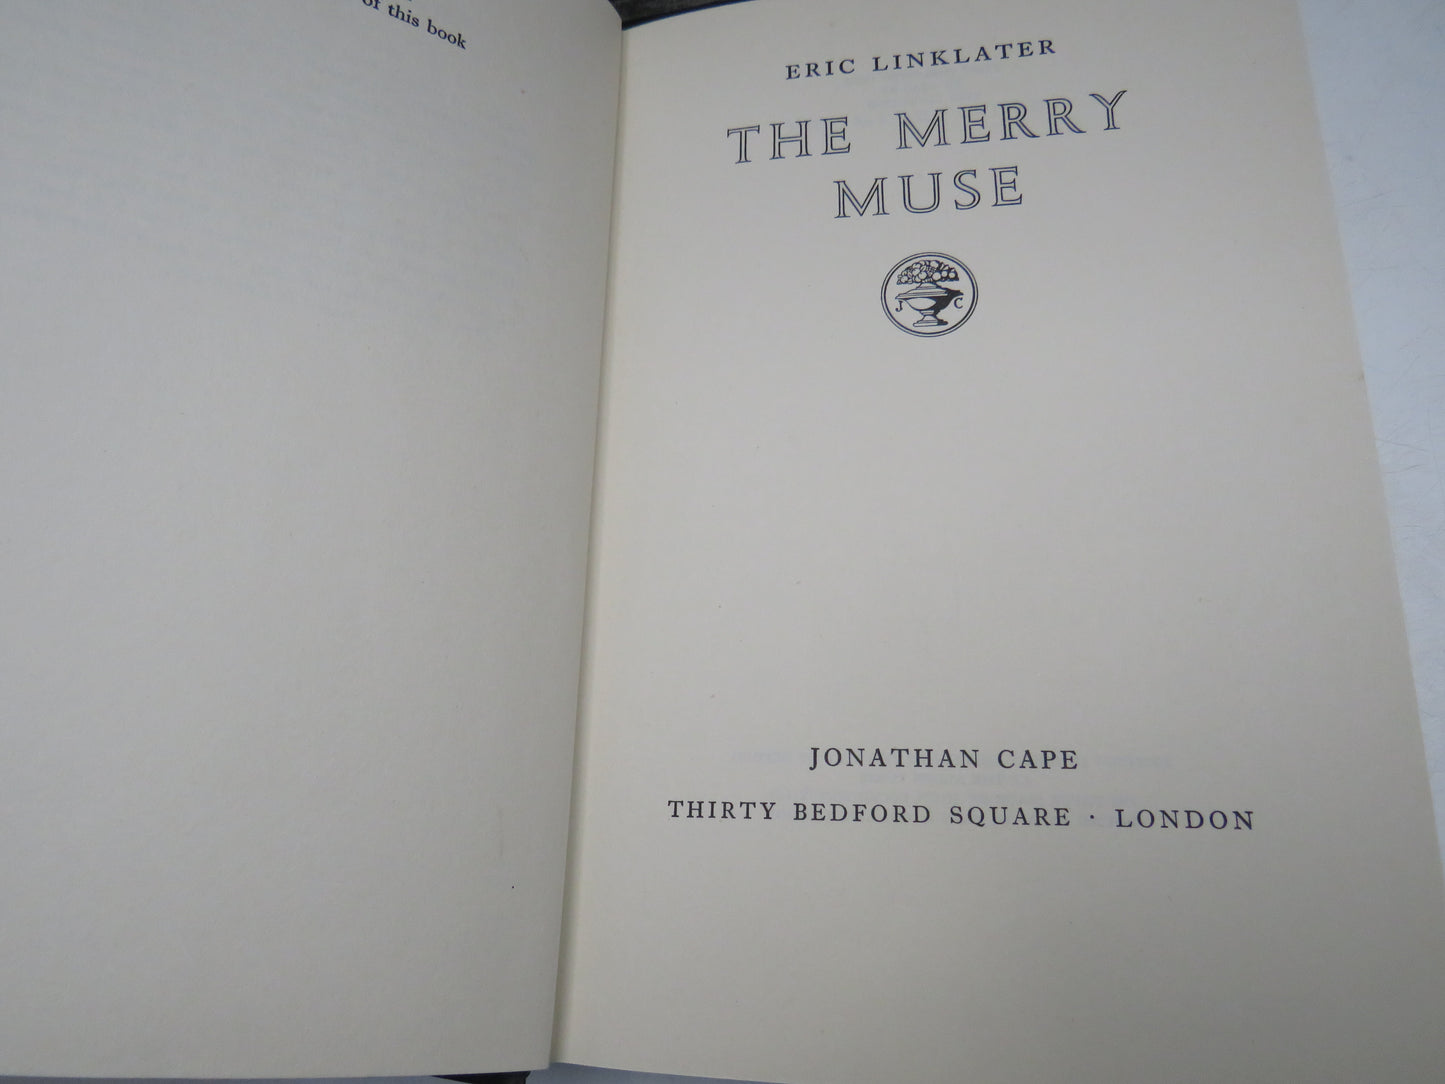 of this book
ERIC LINKLATER
THE MERRY
MUSE
J C
JONATHAN CAPE
THIRTY BEDFORD SQUARE · LONDON